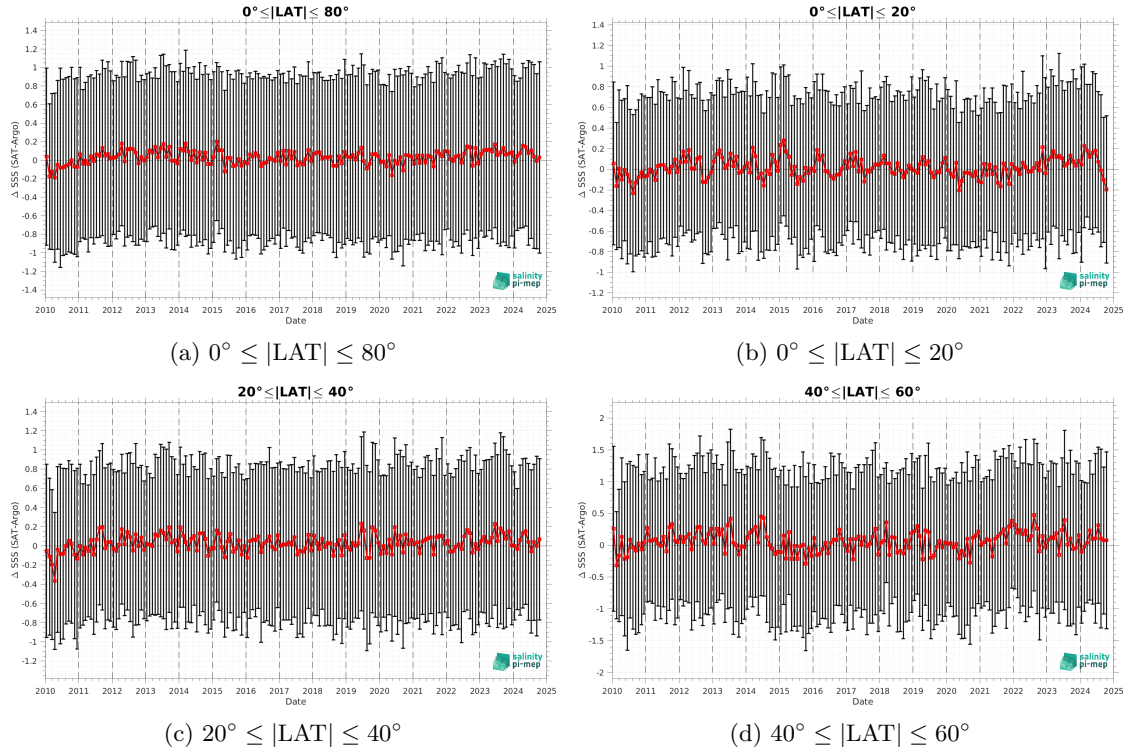 0°≤|LAT|≤ 80°
Δ SSS (SAT-Argo)
1.4
1.2
1
0.8
0.6
0.4
0.2
0
-0.2
-0.4
-0.6
-0.8
-1
-1.2
-1.4
2010 2011 2012 2013 2014 2015 2016 2017 2018 2019 2020 2021 2022 2023 2024 2025
Date
salinity
pi-mep
(a) 0° ≤ |LAT| ≤ 80°
0°≤|LAT|≤ 20°
Δ SSS (SAT-Argo)
1.4
1.2
1
0.8
0.6
0.4
0.2
0
-0.2
-0.4
-0.6
-0.8
-1
-1.2
2010 2011 2012 2013 2014 2015 2016 2017 2018 2019 2020 2021 2022 2023 2024 2025
Date
salinity
pi-mep
(b) 0° ≤ |LAT| ≤ 20°
20°≤|LAT|≤ 40°
Δ SSS (SAT-Argo)
1.4
1.2
1
0.8
0.6
0.4
0.2
0
-0.2
-0.4
-0.6
-0.8
-1
-1.2
2010 2011 2012 2013 2014 2015 2016 2017 2018 2019 2020 2021 2022 2023 2024 2025
Date
salinity
pi-mep
(c) 20° ≤ |LAT| ≤ 40°
40°≤|LAT|≤ 60°
Δ SSS (SAT-Argo)
2
1.5
1
0.5
0
-0.5
-1
-1.5
-2
2010 2011 2012 2013 2014 2015 2016 2017 2018 2019 2020 2021 2022 2023 2024 2025
Date
salinity
pi-mep
(d) 40° ≤ |LAT| ≤ 60°